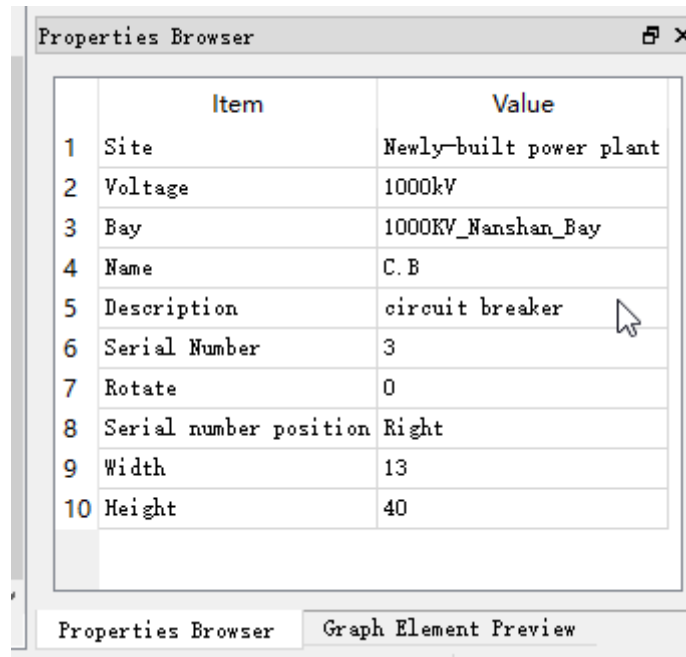 Properties Browser
Item Value
1 Site Newly-built power plant
2 Voltage 1000kV
3 Bay 1000KV_Nanshan_Bay
4 Name C.B
5 Description circuit breaker
6 Serial Number 3
7 Rotate 0
8 Serial number position Right
9 Width 13
10 Height 40
Properties Browser Graph Element Preview